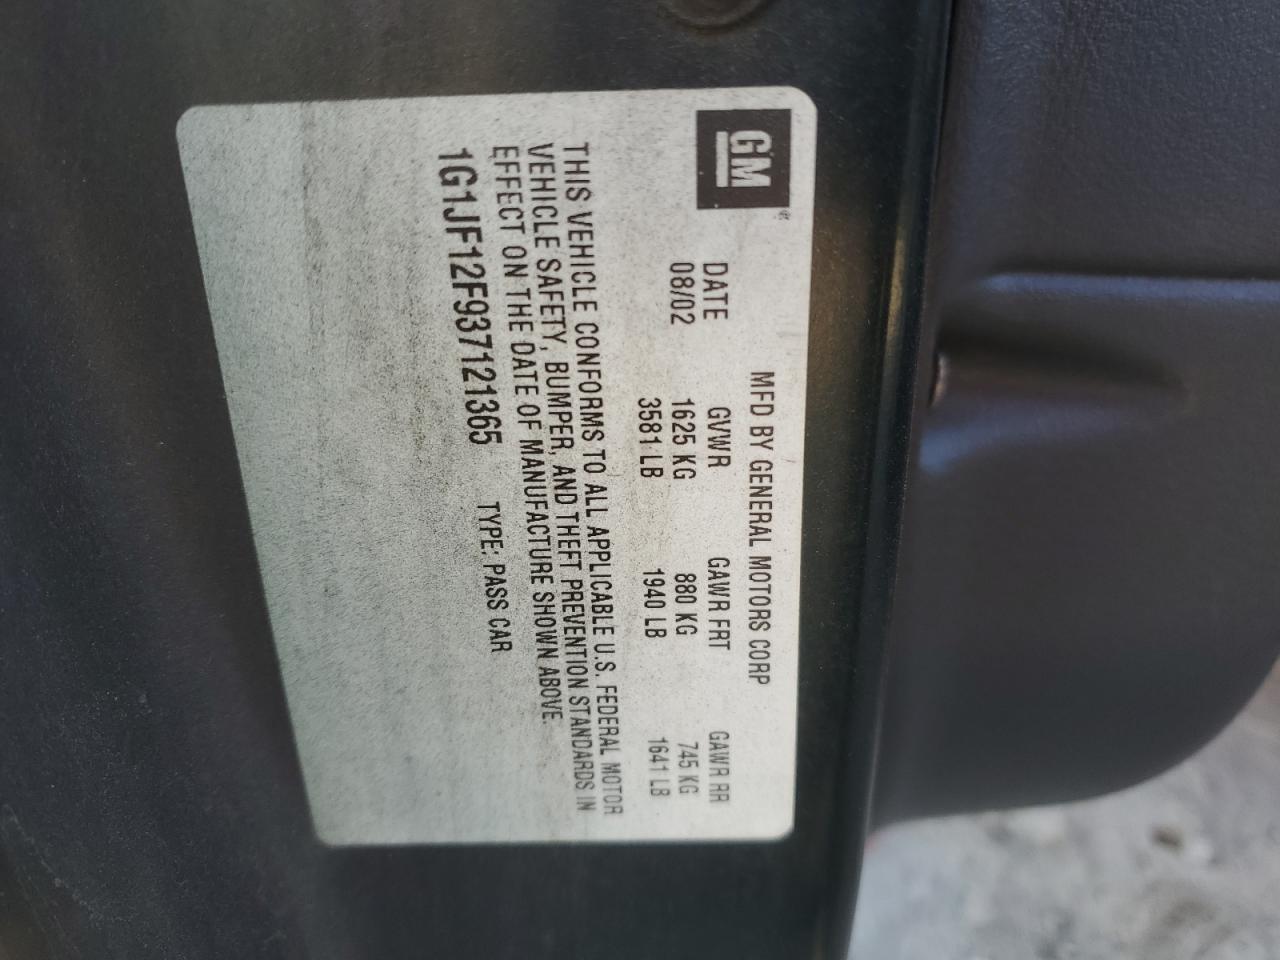 GM
MFD BY GENERAL MOTORS CORP
DATE GVWR GAWR FRT GAWR RR
08/02 1625 KG 880 KG 745 KG
3581 LB 1940 LB 1641 LB
THIS VEHICLE CONFORMS TO ALL APPLICABLE U.S. FEDERAL MOTOR
VEHICLE SAFETY, BUMPER, AND THEFT PREVENTION STANDARDS IN
EFFECT ON THE DATE OF MANUFACTURE SHOWN ABOVE.
1G1JF12F937121365 TYPE: PASS CAR